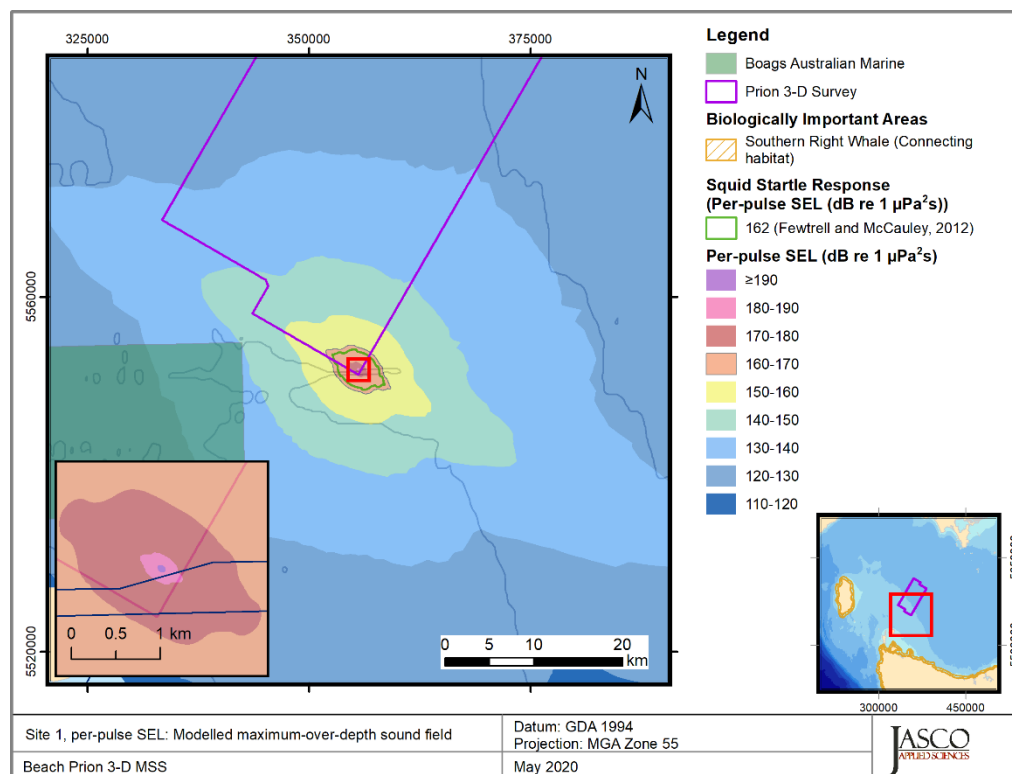 325000
350000
375000
5560000
5520000
N
0 0.5 1 km
0 5 10 20
km
Legend
Boags Australian Marine
Prion 3-D Survey
Biologically Important Areas
Southern Right Whale (Connecting
habitat)
Squid Startle Response
(Per-pulse SEL (dB re 1 µPa²s))
162 (Fewtrell and McCauley, 2012)
Per-pulse SEL (dB re 1 µPa²s)
≥190
180-190
170-180
160-170
150-160
140-150
130-140
120-130
110-120
300000
450000
Site 1, per-pulse SEL: Modelled maximum-over-depth sound field
Beach Prion 3-D MSS
Datum: GDA 1994
Projection: MGA Zone 55
May 2020
JASCO
APPLIED SCIENCES